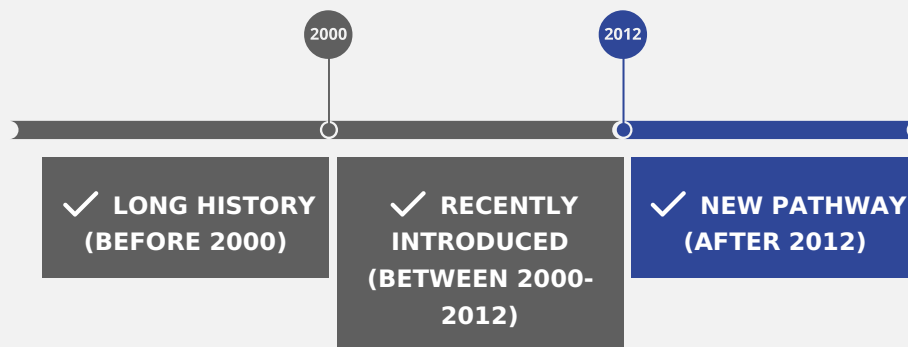 2000
2012
LONG HISTORY
(BEFORE 2000)
RECENTLY
INTRODUCED
(BETWEEN 2000-
2012)
NEW PATHWAY
(AFTER 2012)